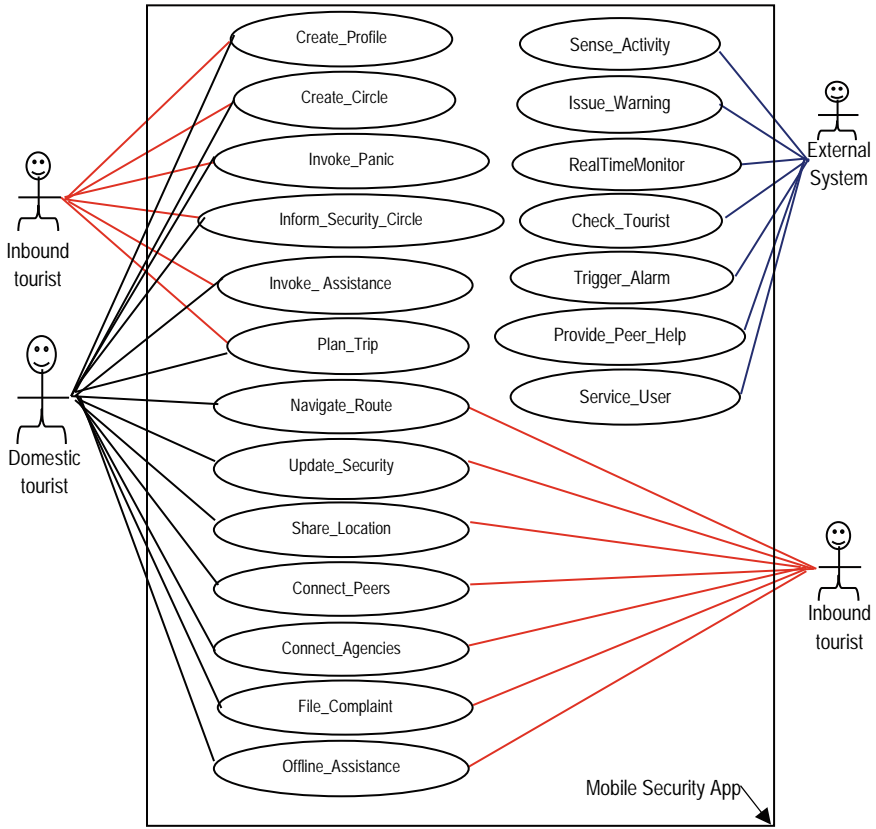 Create_Profile
Create_Circle
Invoke_Panic
Inform_Security_Circle
Invoke_ Assistance
Plan_Trip
Navigate_Route
Update_Security
Share_Location
Connect_Peers
Connect_Agencies
File_Complaint
Offline_Assistance
Sense_Activity
Issue_Warning
RealTimeMonitor
Check_Tourist
Trigger_Alarm
Provide_Peer_Help
Service_User
Inbound
tourist
Domestic
tourist
External
System
Inbound
tourist
Mobile Security App